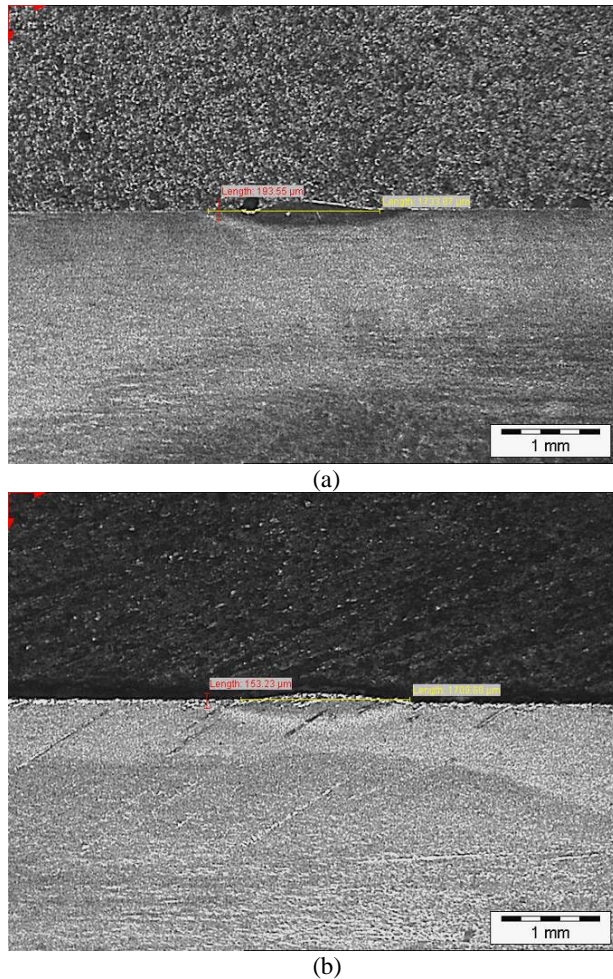 Length: 193.55 µm
Length: 1733.87 µm
1 mm
(a)
Length: 153.23 µm
Length: 1709.68 µm
1 mm
(b)